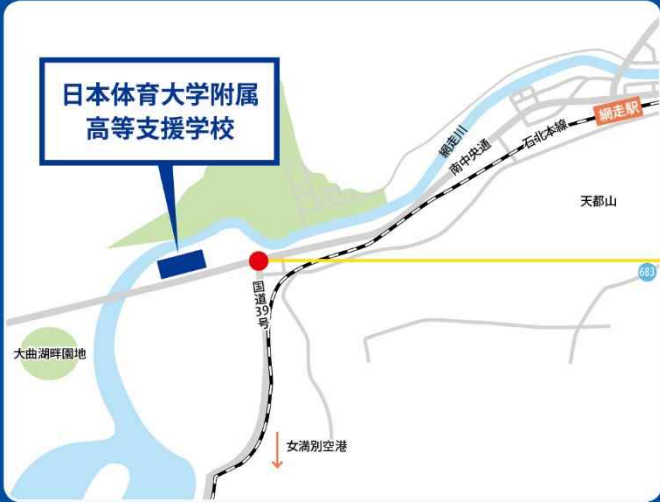 日本体育大学附属
高等支援学校
網走川
南中央通
石北本線
網走駅
天都山
683
国道39号
大曲湖畔園地
女満別空港